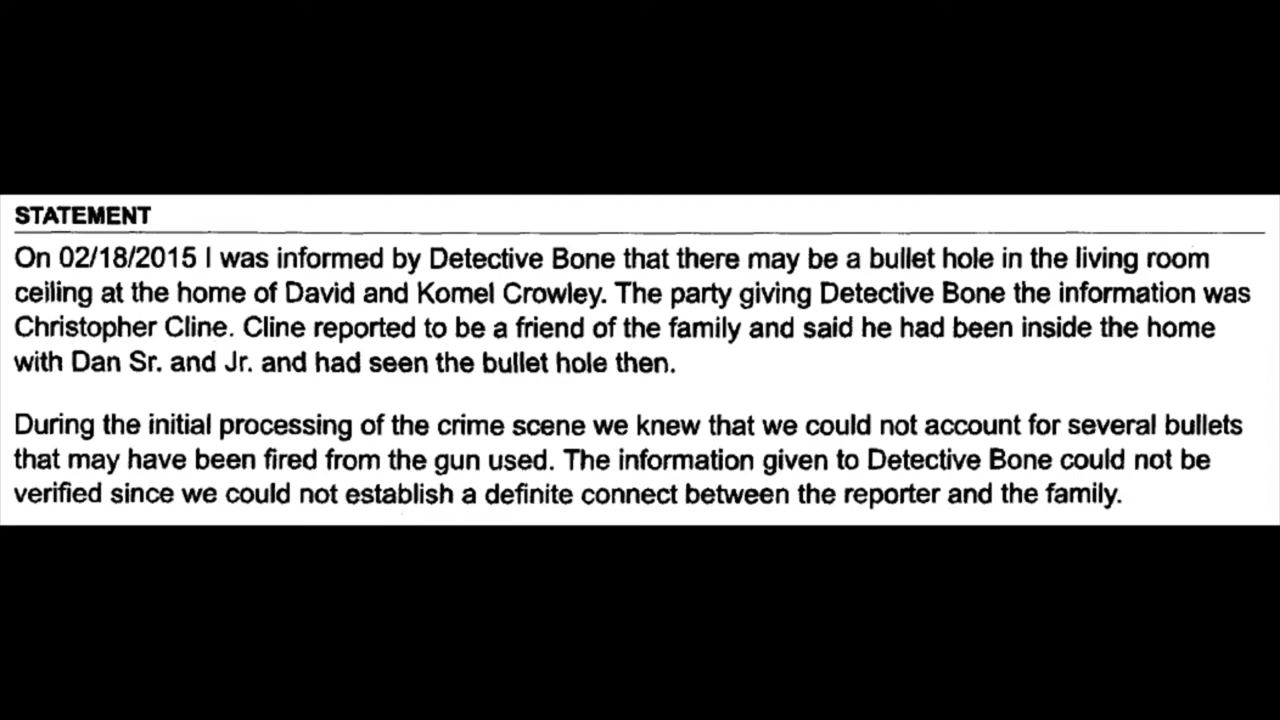 STATEMENT
On 02/18/2015 I was informed by Detective Bone that there may be a bullet hole in the living room
ceiling at the home of David and Komel Crowley. The party giving Detective Bone the information was
Christopher Cline. Cline reported to be a friend of the family and said he had been inside the home
with Dan Sr. and Jr. and had seen the bullet hole then.
During the initial processing of the crime scene we knew that we could not account for several bullets
that may have been fired from the gun used. The information given to Detective Bone could not be
verified since we could not establish a definite connect between the reporter and the family.